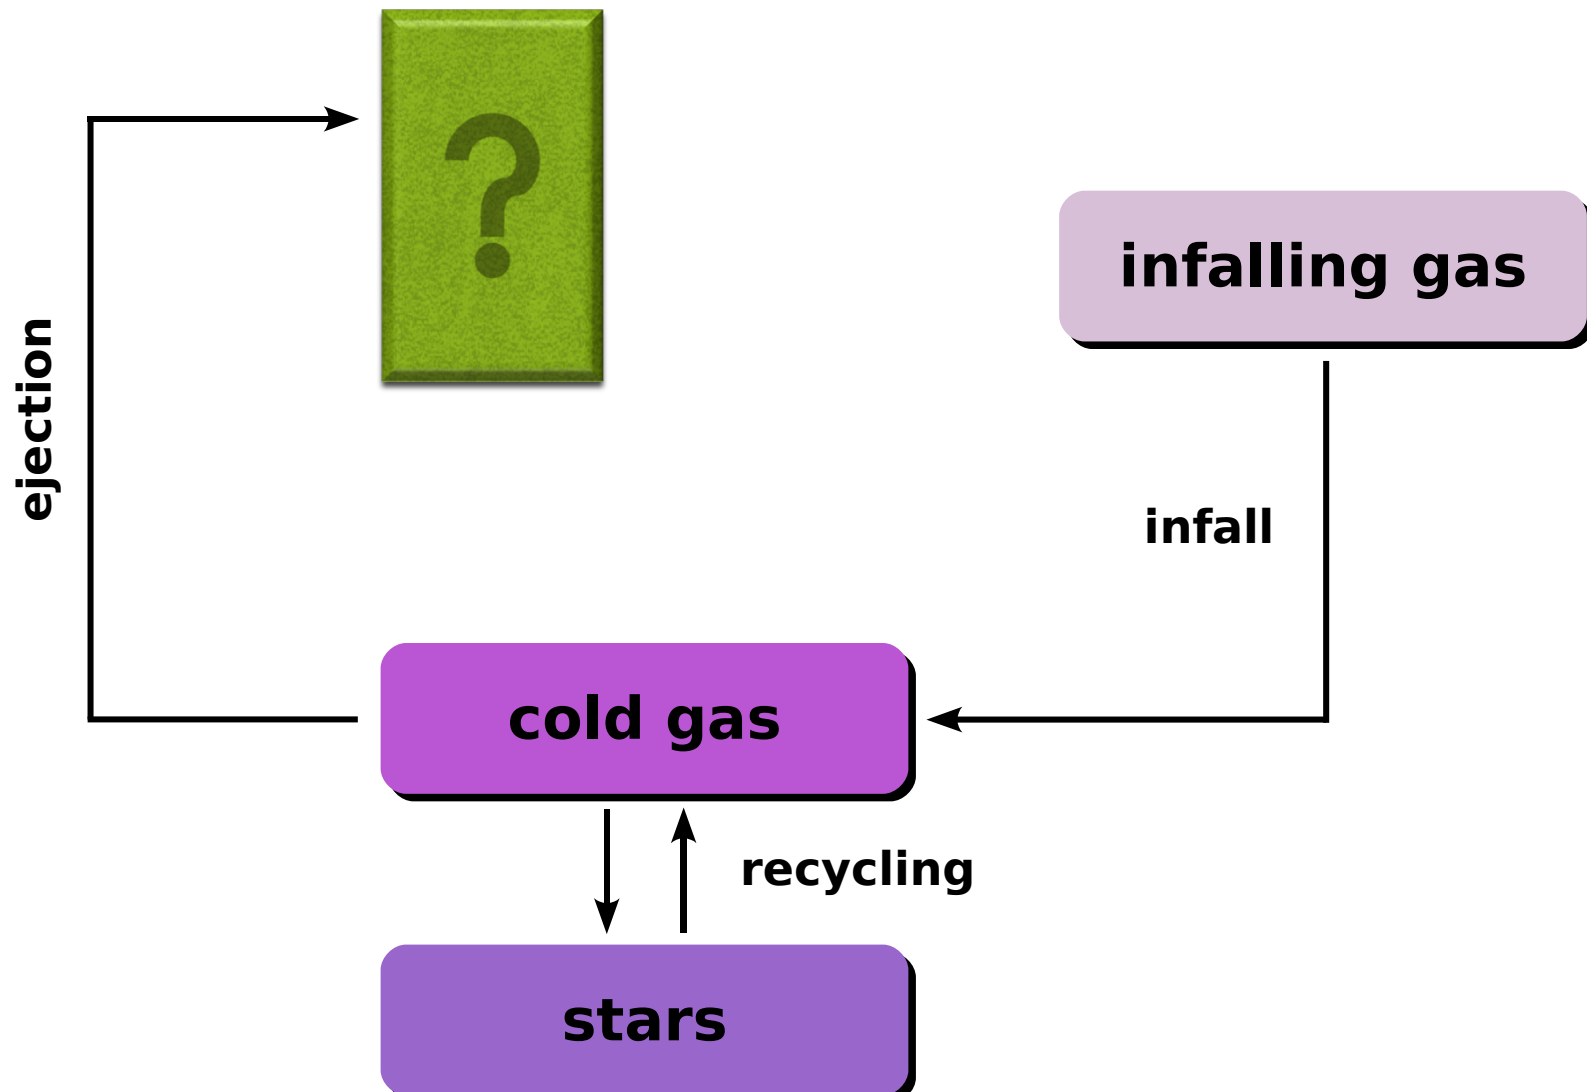 ?
infalling gas
ejection
infall
cold gas
recycling
stars